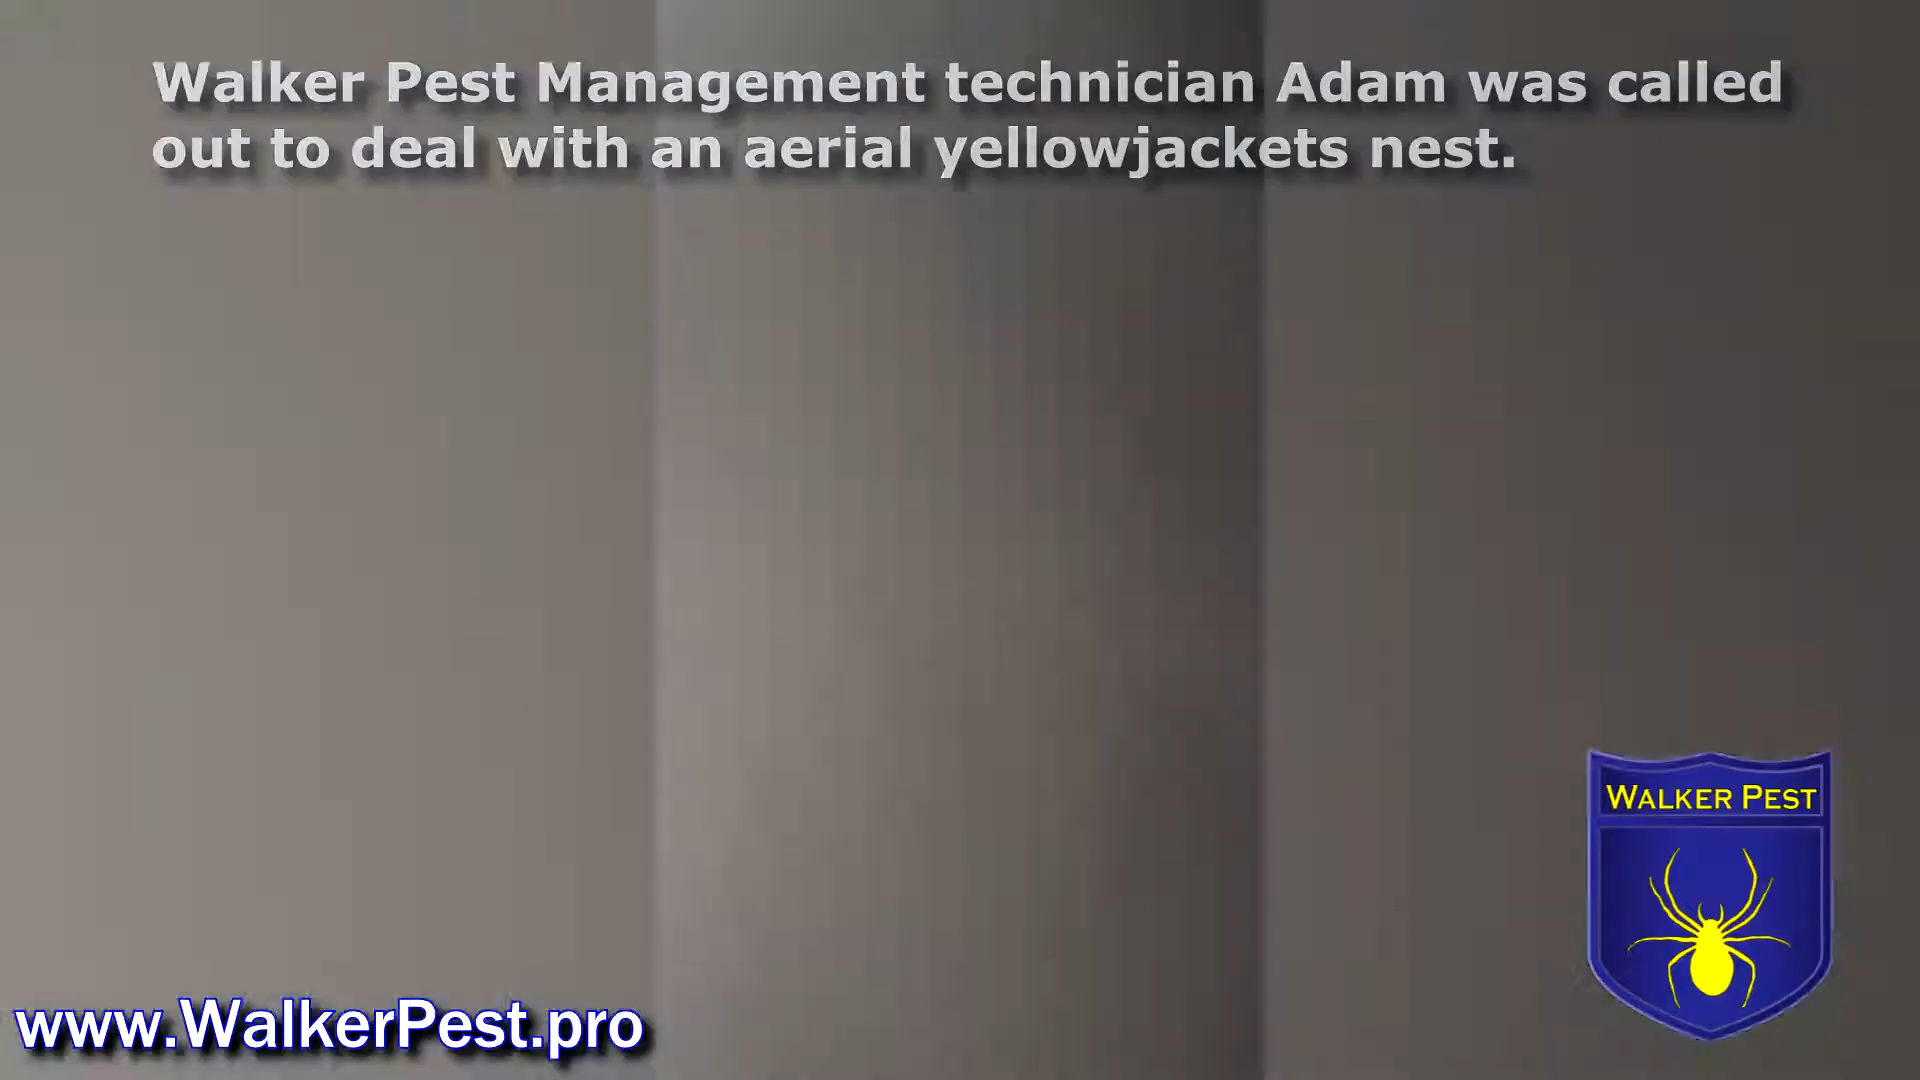 Walker Pest Management technician Adam was called
out to deal with an aerial yellowjackets nest.
WALKER PEST
www.WalkerPest.pro